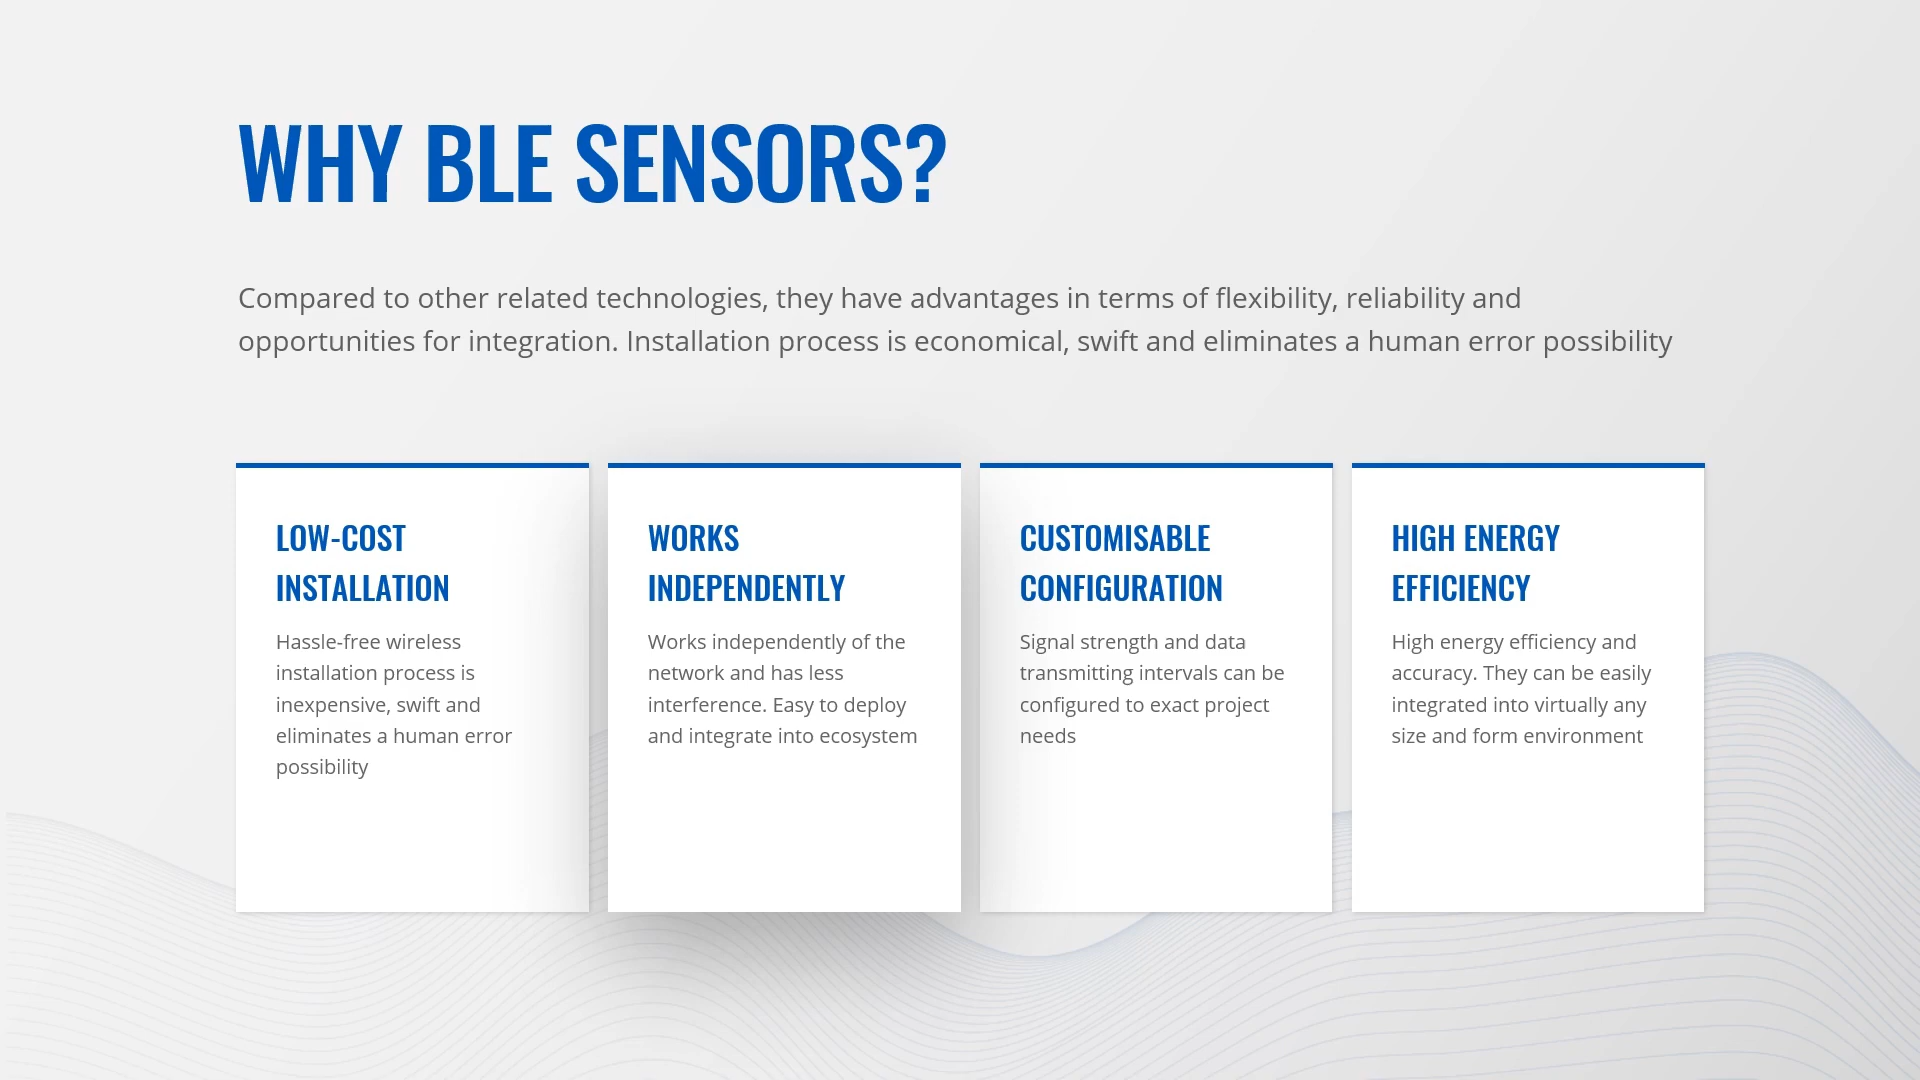 WHY BLE SENSORS?
Compared to other related technologies, they have advantages in terms of flexibility, reliability and
opportunities for integration. Installation process is economical, swift and eliminates a human error possibility
LOW-COST
INSTALLATION
Hassle-free wireless
installation process is
inexpensive, swift and
eliminates a human error
possibility
WORKS
INDEPENDENTLY
Works independently of the
network and has less
interference. Easy to deploy
and integrate into ecosystem
CUSTOMISABLE
CONFIGURATION
Signal strength and data
transmitting intervals can be
configured to exact project
needs
HIGH ENERGY
EFFICIENCY
High energy efficiency and
accuracy. They can be easily
integrated into virtually any
size and form environment